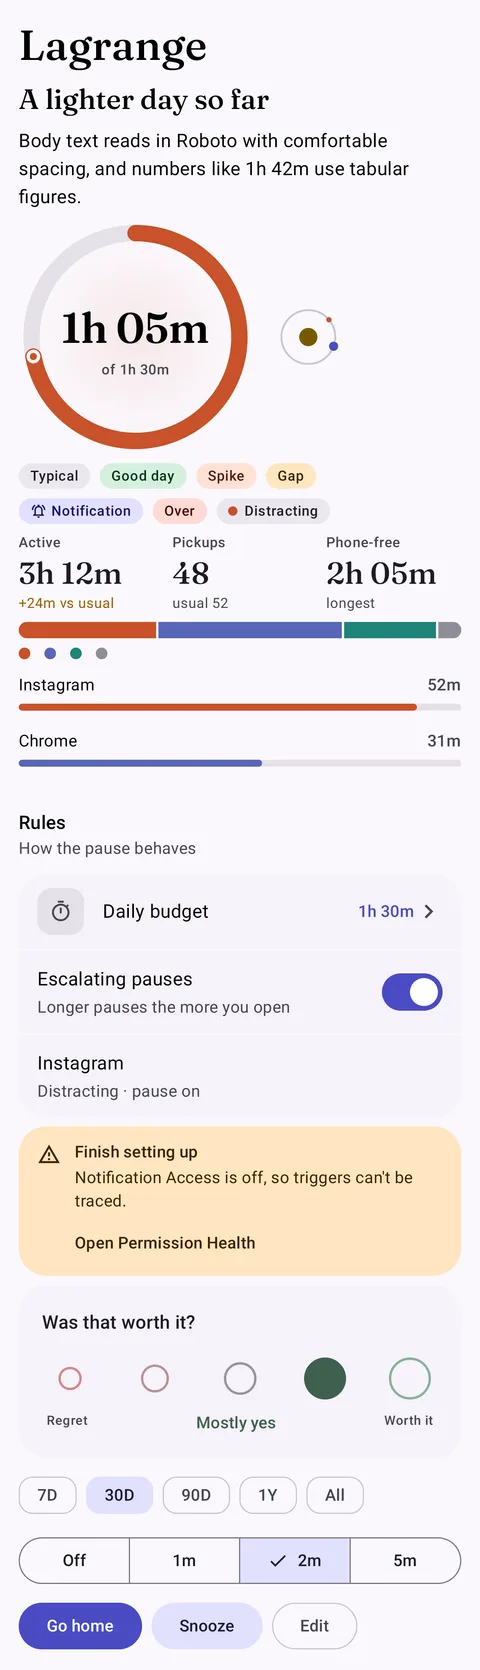 Lagrange
A lighter day so far
Body text reads in Roboto with comfortable
spacing, and numbers like 1h 42m use tabular
figures.
1h 05m
of 1h 30m
Typical
Good day
Spike
Gap
Notification
Over
Distracting
Active
Pickups
Phone-free
3h 12m
48
2h 05m
+24m vs usual
usual 52
longest
Instagram
52m
Chrome
31m
Rules
How the pause behaves
Daily budget
1h 30m
Escalating pauses
Longer pauses the more you open
Instagram
Distracting · pause on
Finish setting up
Notification Access is off, so triggers can't be
traced.
Open Permission Health
Was that worth it?
Regret
Mostly yes
Worth it
7D
30D
90D
1Y
All
Off
1m
2m
5m
Go home
Snooze
Edit